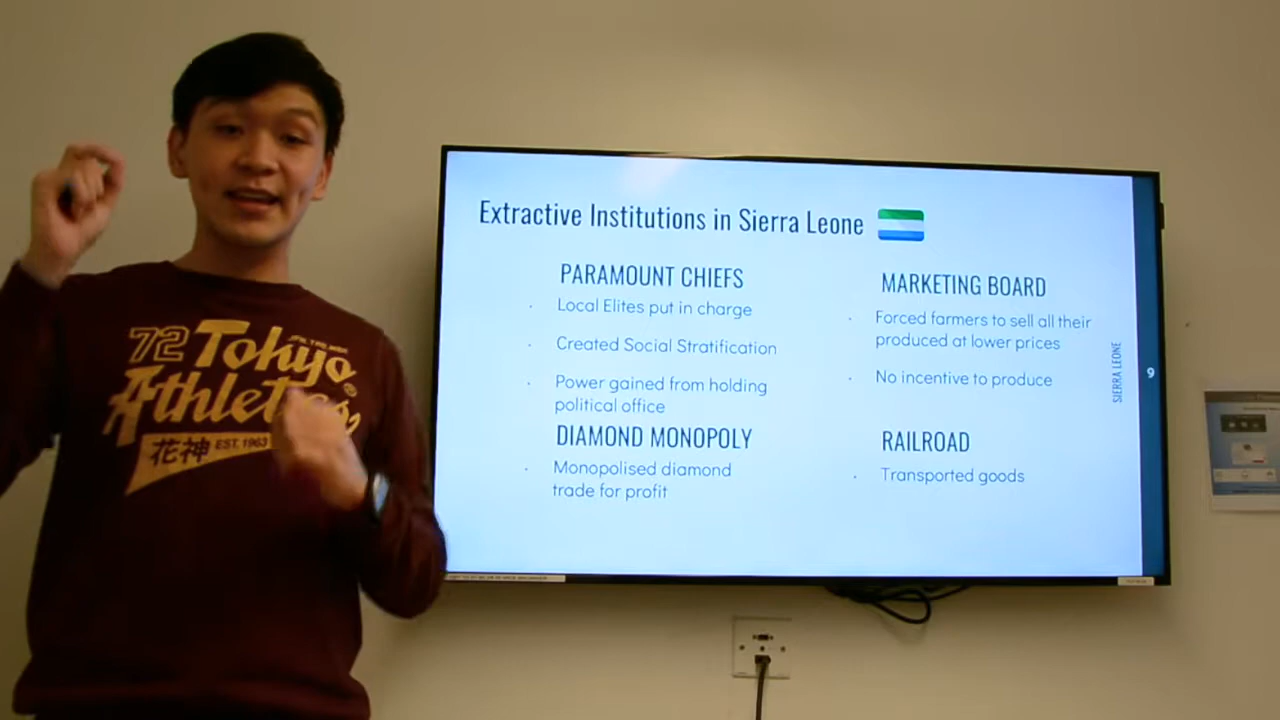 72 Tokyo
Athletics
花神 EST. 1963
Extractive Institutions in Sierra Leone
PARAMOUNT CHIEFS
· Local Elites put in charge
· Created Social Stratification
· Power gained from holding
political office
DIAMOND MONOPOLY
· Monopolised diamond
trade for profit
MARKETING BOARD
· Forced farmers to sell all their
produced at lower prices
· No incentive to produce
RAILROAD
· Transported goods
SIERRA LEONE
9